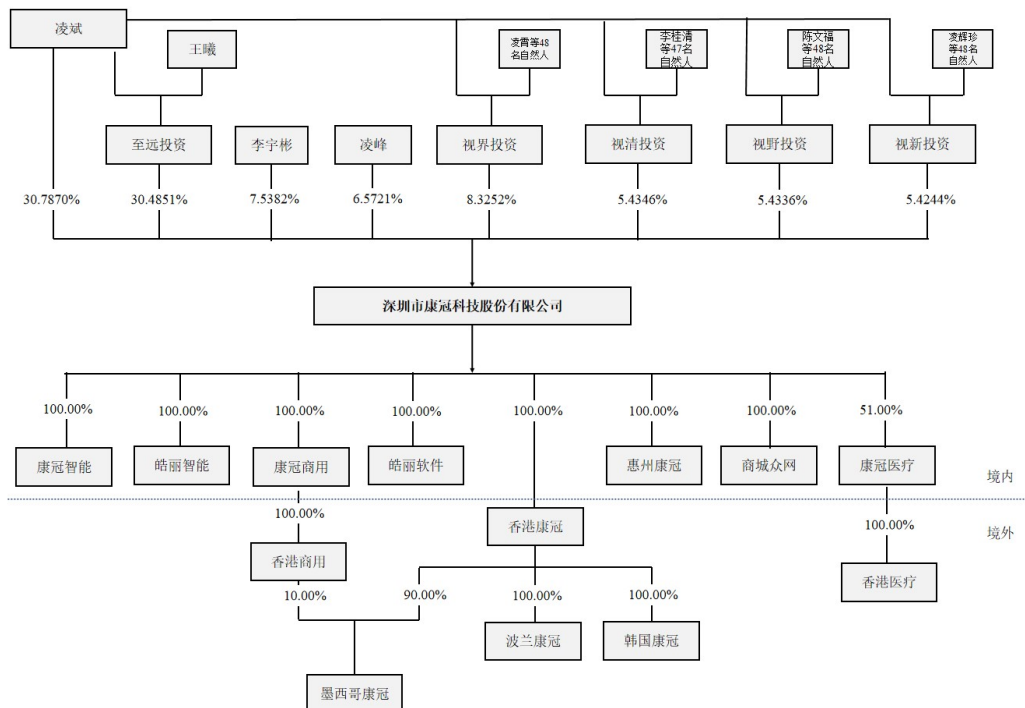 凌斌
王曦
凌霄等48
名自然人
李桂清
等47名
自然人
陈文福
等48名
自然人
凌辉珍
等48名
自然人
至远投资
李宇彬
凌峰
视界投资
视清投资
视野投资
视新投资
30.7870%
30.4851%
7.5382%
6.5721%
8.3252%
5.4346%
5.4336%
5.4244%
深圳市康冠科技股份有限公司
100.00%
100.00%
100.00%
100.00%
100.00%
100.00%
100.00%
51.00%
康冠智能
皓丽智能
康冠商用
皓丽软件
惠州康冠
商城众网
康冠医疗
境内
100.00%
香港康冠
100.00%
境外
香港商用
香港医疗
10.00%
90.00%
100.00%
100.00%
波兰康冠
韩国康冠
墨西哥康冠